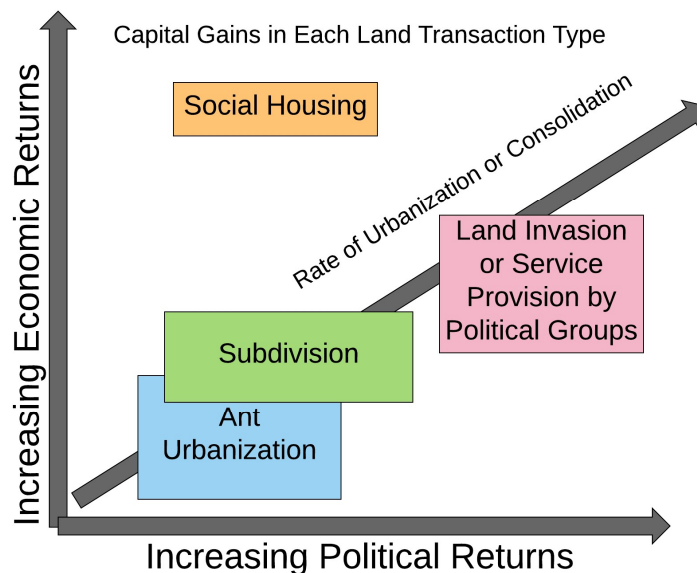 Capital Gains in Each Land Transaction Type
Increasing Economic Returns
Social Housing
Rate of Urbanization or Consolidation
Land Invasion
or Service
Provision by
Political Groups
Subdivision
Ant
Urbanization
Increasing Political Returns